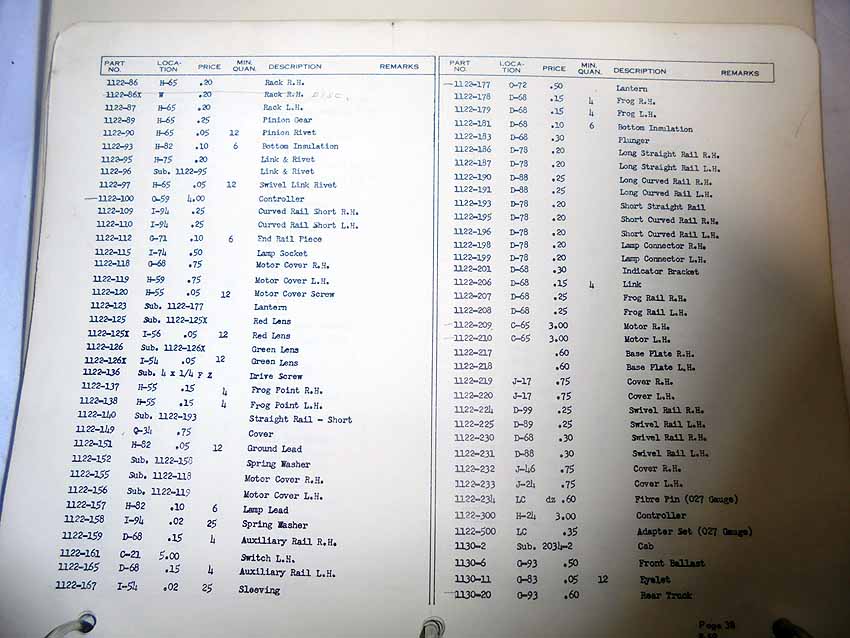 PART NO. LOCA- TION PRICE MIN. QUAN. DESCRIPTION REMARKS
1122-86 H-65 .20 Rack R.H.
1122-86X W .20 Rack R.H. DISC.
1122-87 H-65 .20 Rack L.H.
1122-89 H-65 .25 Pinion Gear
1122-90 H-65 .05 12 Pinion Rivet
1122-93 H-82 .10 6 Bottom Insulation
1122-95 H-75 .20 Link & Rivet
1122-96 Sub. 1122-95 Link & Rivet
1122-97 H-65 .05 12 Swivel Link Rivet
1122-100 O-59 4.00 Controller
1122-109 I-94 .25 Curved Rail Short R.H.
1122-110 I-94 .25 Curved Rail Short L.H.
1122-112 G-71 .10 6 End Rail Piece
1122-115 I-74 .50 Lamp Socket
1122-118 G-68 .75 Motor Cover R.H.
1122-119 H-59 .75 Motor Cover L.H.
1122-120 H-55 .05 12 Motor Cover Screw
1122-123 Sub. 1122-177 Lantern
1122-125 Sub. 1122-125X Red Lens
1122-125X I-56 .05 12 Red Lens
1122-126 Sub. 1122-126X Green Lens
1122-126X I-54 .05 12 Green Lens
1122-136 Sub. 4 x 1/4 F Z Drive Screw
1122-137 H-55 .15 4 Frog Point R.H.
1122-138 H-55 .15 4 Frog Point L.H.
1122-140 Sub. 1122-193 Straight Rail - Short
1122-149 Q-34 .75 Cover
1122-151 H-82 .05 12 Ground Lead
1122-152 Sub. 1122-158 Spring Washer
1122-155 Sub. 1122-118 Motor Cover R.H.
1122-156 Sub. 1122-119 Motor Cover L.H.
1122-157 H-82 .10 6 Lamp Lead
1122-158 I-94 .02 25 Spring Washer
1122-159 D-68 .15 4 Auxiliary Rail R.H.
1122-161 C-21 5.00 Switch L.H.
1122-165 D-68 .15 4 Auxiliary Rail L.H.
1122-167 I-54 .02 25 Sleeving
PART NO. LOCA- TION PRICE MIN. QUAN. DESCRIPTION REMARKS
1122-177 O-72 .50 Lantern
1122-178 D-68 .15 4 Frog R.H.
1122-179 D-68 .15 4 Frog L.H.
1122-181 D-68 .10 6 Bottom Insulation
1122-183 D-68 .30 Plunger
1122-186 D-78 .20 Long Straight Rail R.H.
1122-187 D-78 .20 Long Straight Rail L.H.
1122-190 D-88 .25 Long Curved Rail R.H.
1122-191 D-88 .25 Long Curved Rail L.H.
1122-193 D-78 .20 Short Straight Rail
1122-195 D-78 .20 Short Curved Rail R.H.
1122-196 D-78 .20 Short Curved Rail L.H.
1122-198 D-78 .20 Lamp Connector R.H.
1122-199 D-78 .20 Lamp Connector L.H.
1122-201 D-68 .30 Indicator Bracket
1122-206 D-68 .15 4 Link
1122-207 D-68 .25 Frog Rail R.H.
1122-208 D-68 .25 Frog Rail L.H.
1122-209 C-65 3.00 Motor R.H.
1122-210 C-65 3.00 Motor L.H.
1122-217 .60 Base Plate R.H.
1122-218 .60 Base Plate L.H.
1122-219 J-17 .75 Cover R.H.
1122-220 J-17 .75 Cover L.H.
1122-224 D-99 .25 Swivel Rail R.H.
1122-225 D-89 .25 Swivel Rail L.H.
1122-230 D-68 .30 Swivel Rail R.H.
1122-231 D-88 .30 Swivel Rail L.H.
1122-232 J-46 .75 Cover R.H.
1122-233 J-24 .75 Cover L.H.
1122-234 LC dz .60 Fibre Pin (027 Gauge)
1122-300 H-24 3.00 Controller
1122-500 LC .35 Adapter Set (027 Gauge)
1130-2 Sub. 2034-2 Cab
1130-6 G-93 .50 Front Ballast
1130-11 G-83 .05 12 Eyelet
1130-20 G-93 .60 Rear Truck
Page 38